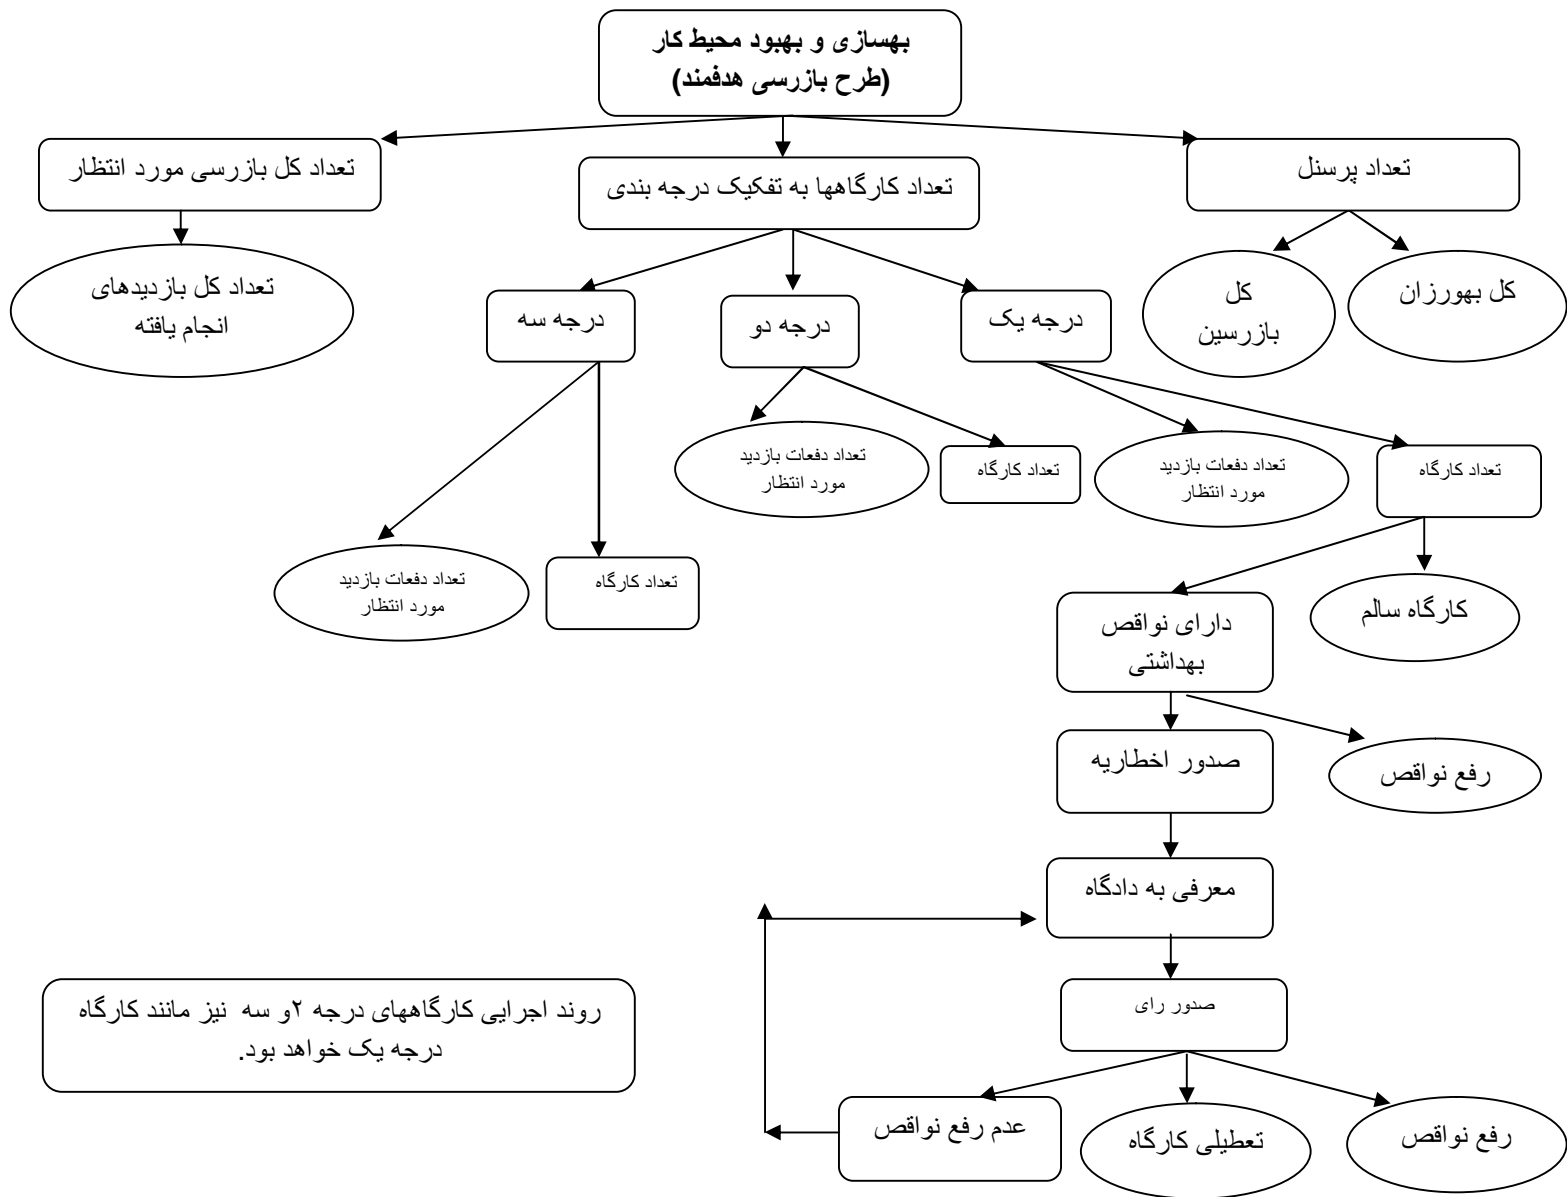 بهسازی و بهبود محیط کار
(طرح بازرسی هدفمند)
تعداد پرسنل
تعداد کارگاهها به تفکیک درجه بندی
تعداد کل بازرسی مورد انتظار
کل بهورزان
کل
بازرسین
تعداد کل بازدیدهای
انجام یافته
درجه یک
درجه دو
درجه سه
تعداد کارگاه
تعداد دفعات بازدید
مورد انتظار
تعداد کارگاه
تعداد دفعات بازدید
مورد انتظار
تعداد کارگاه
تعداد دفعات بازدید
مورد انتظار
کارگاه سالم
دارای نواقص
بهداشتی
رفع نواقص
صدور اخطاریه
معرفی به دادگاه
صدور رای
رفع نواقص
تعطیلی کارگاه
عدم رفع نواقص
روند اجرایی کارگاههای درجه ۲و سه نیز مانند کارگاه
درجه یک خواهد بود.